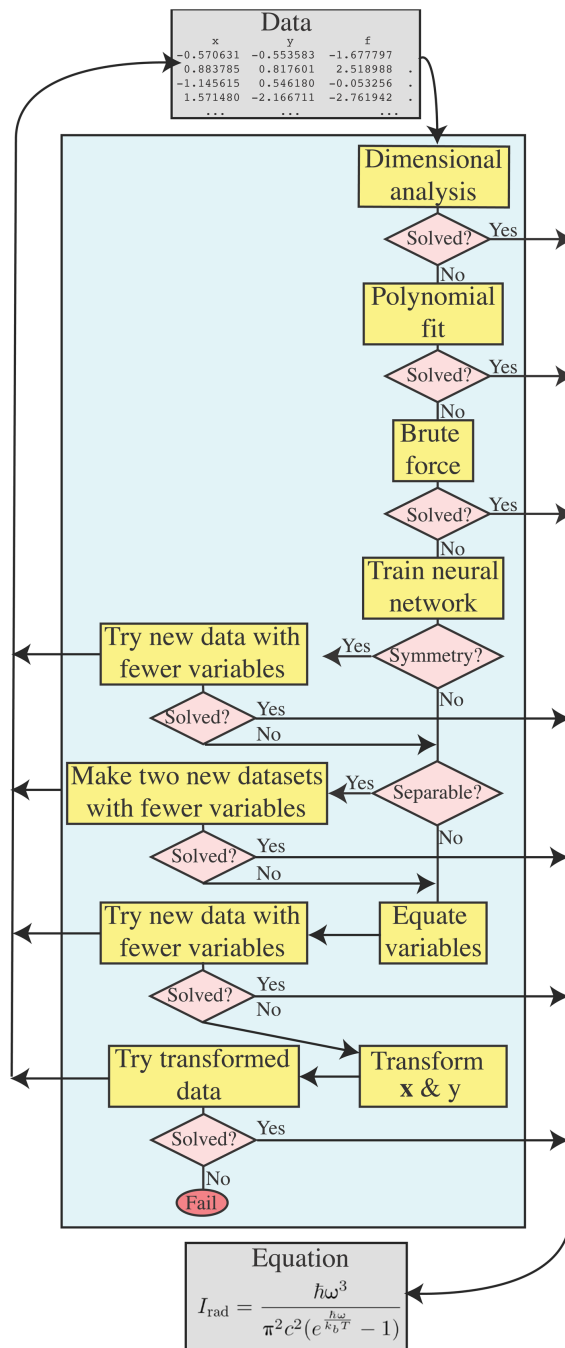 Data
x y f
-0.570631 -0.553583 -1.677797
0.883785 0.817601 2.518988 .
-1.145615 0.546180 -0.053256 .
1.571480 -2.166711 -2.761942 .
... ... ...
Dimensional
analysis
Solved?
Yes
No
Polynomial
fit
Solved?
Yes
No
Brute
force
Solved?
Yes
No
Train neural
network
Symmetry?
Yes
No
Try new data with
fewer variables
Solved?
Yes
No
Separable?
Yes
No
Make two new datasets
with fewer variables
Solved?
Yes
No
Equate
variables
Try new data with
fewer variables
Solved?
Yes
No
Transform
x & y
Try transformed
data
Solved?
Yes
No
Fail
Equation
I_rad = ħω³ / (π²c²(e^(ħω/(k_b T)) − 1))